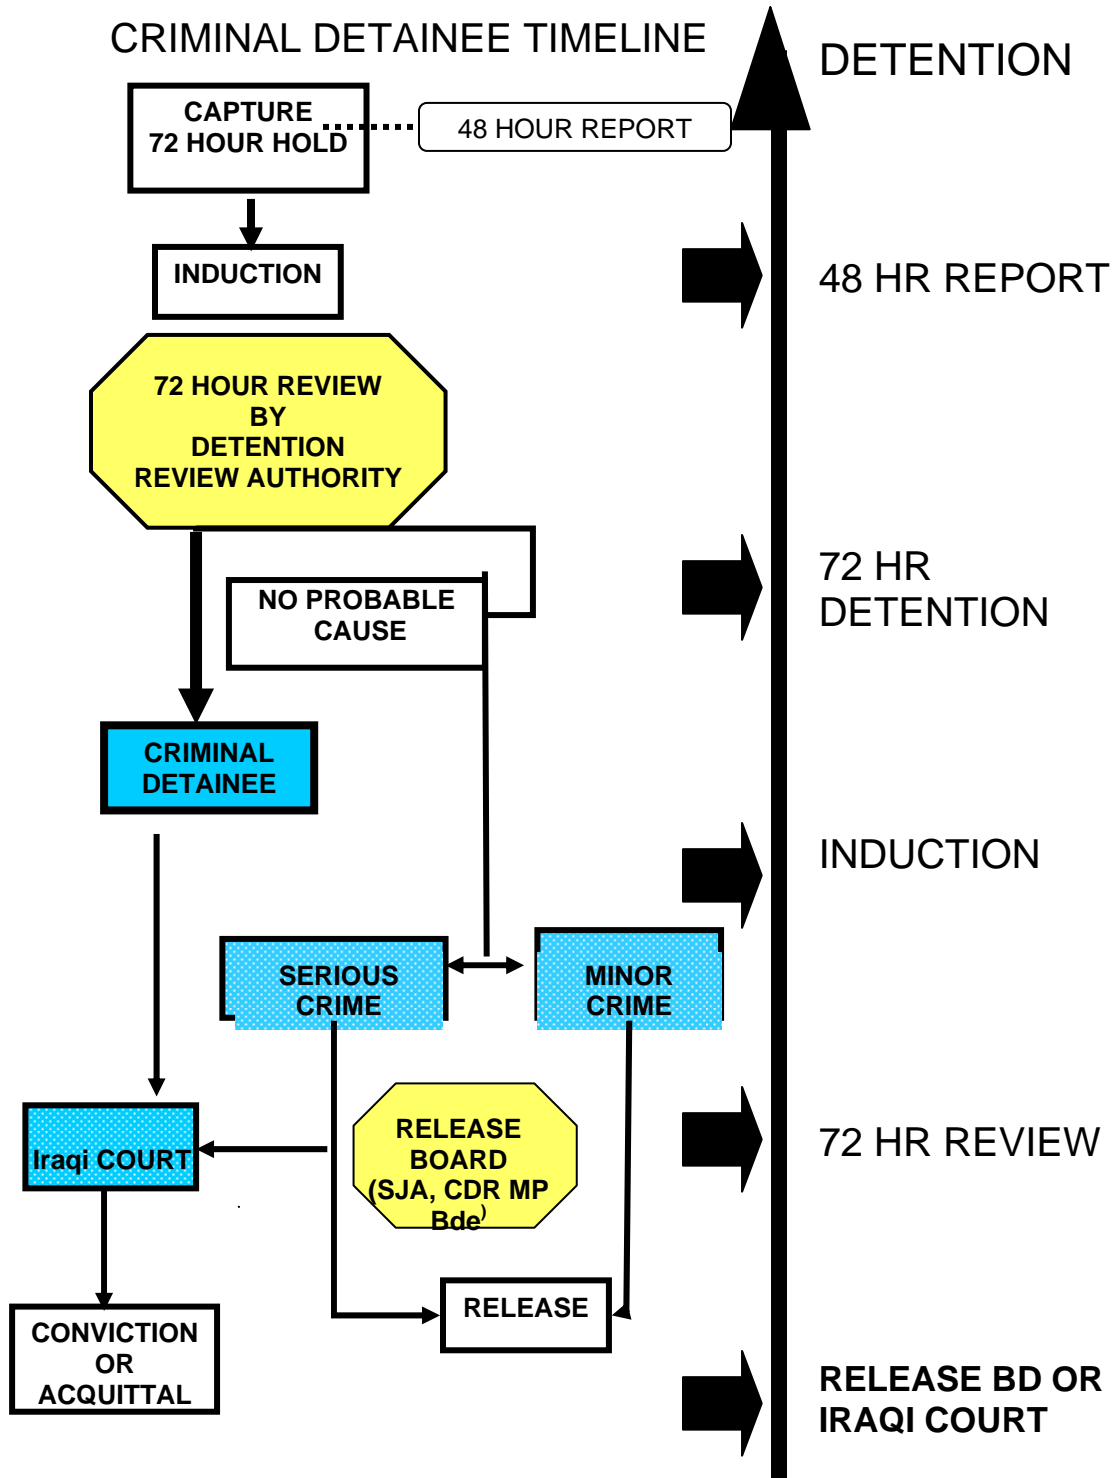 CRIMINAL DETAINEE TIMELINE
CAPTURE
72 HOUR HOLD
48 HOUR REPORT
INDUCTION
72 HOUR REVIEW
BY
DETENTION
REVIEW AUTHORITY
NO PROBABLE
CAUSE
CRIMINAL
DETAINEE
SERIOUS
CRIME
MINOR
CRIME
Iraqi COURT
RELEASE
BOARD
(SJA, CDR MP
Bde)
RELEASE
CONVICTION
OR
ACQUITTAL
DETENTION
48 HR REPORT
72 HR
DETENTION
INDUCTION
72 HR REVIEW
RELEASE BD OR
IRAQI COURT